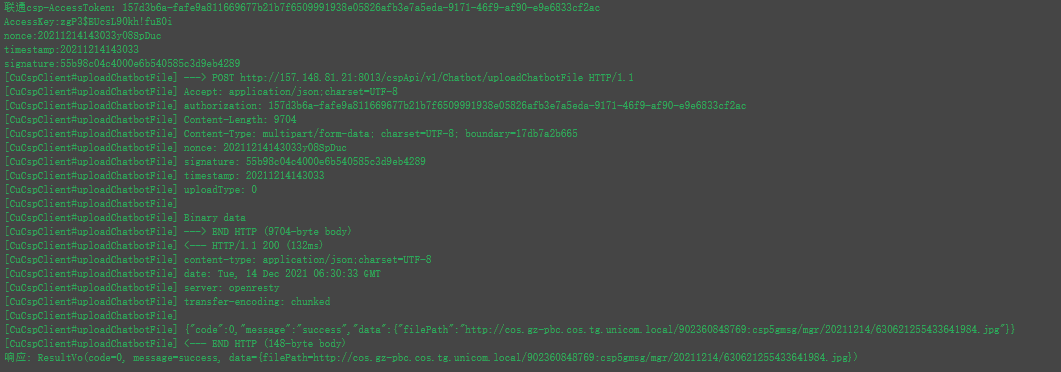 联通csp-AccessToken: 157d3b6a-fafe9a811669677b21b7f6509991938e05826afb3e7a5eda-9171-46f9-af90-e9e6833cf2ac
AccessKey:zgP3$EUcsL90kh!fuE0i
nonce:20211214143033y08SpDuc
timestamp:20211214143033
signature:55b98c04c4000e6b540585c3d9eb4289
[CuCspClient#uploadChatbotFile] ---> POST http://157.148.81.21:8013/cspApi/v1/Chatbot/uploadChatbotFile HTTP/1.1
[CuCspClient#uploadChatbotFile] Accept: application/json;charset=UTF-8
[CuCspClient#uploadChatbotFile] authorization: 157d3b6a-fafe9a811669677b21b7f6509991938e05826afb3e7a5eda-9171-46f9-af90-e9e6833cf2ac
[CuCspClient#uploadChatbotFile] Content-Length: 9704
[CuCspClient#uploadChatbotFile] Content-Type: multipart/form-data; charset=UTF-8; boundary=17db7a2b665
[CuCspClient#uploadChatbotFile] nonce: 20211214143033y08SpDuc
[CuCspClient#uploadChatbotFile] signature: 55b98c04c4000e6b540585c3d9eb4289
[CuCspClient#uploadChatbotFile] timestamp: 20211214143033
[CuCspClient#uploadChatbotFile] uploadType: 0
[CuCspClient#uploadChatbotFile]
[CuCspClient#uploadChatbotFile] Binary data
[CuCspClient#uploadChatbotFile] ---> END HTTP (9704-byte body)
[CuCspClient#uploadChatbotFile] <--- HTTP/1.1 200 (132ms)
[CuCspClient#uploadChatbotFile] content-type: application/json;charset=UTF-8
[CuCspClient#uploadChatbotFile] date: Tue, 14 Dec 2021 06:30:33 GMT
[CuCspClient#uploadChatbotFile] server: openresty
[CuCspClient#uploadChatbotFile] transfer-encoding: chunked
[CuCspClient#uploadChatbotFile]
[CuCspClient#uploadChatbotFile] {"code":0,"message":"success","data":{"filePath":"http://cos.gz-pbc.cos.tg.unicom.local/902360848769:csp5gmsg/mgr/20211214/630621255433641984.jpg"}}
[CuCspClient#uploadChatbotFile] <--- END HTTP (148-byte body)
响应: ResultVo(code=0, message=success, data={filePath=http://cos.gz-pbc.cos.tg.unicom.local/902360848769:csp5gmsg/mgr/20211214/630621255433641984.jpg})